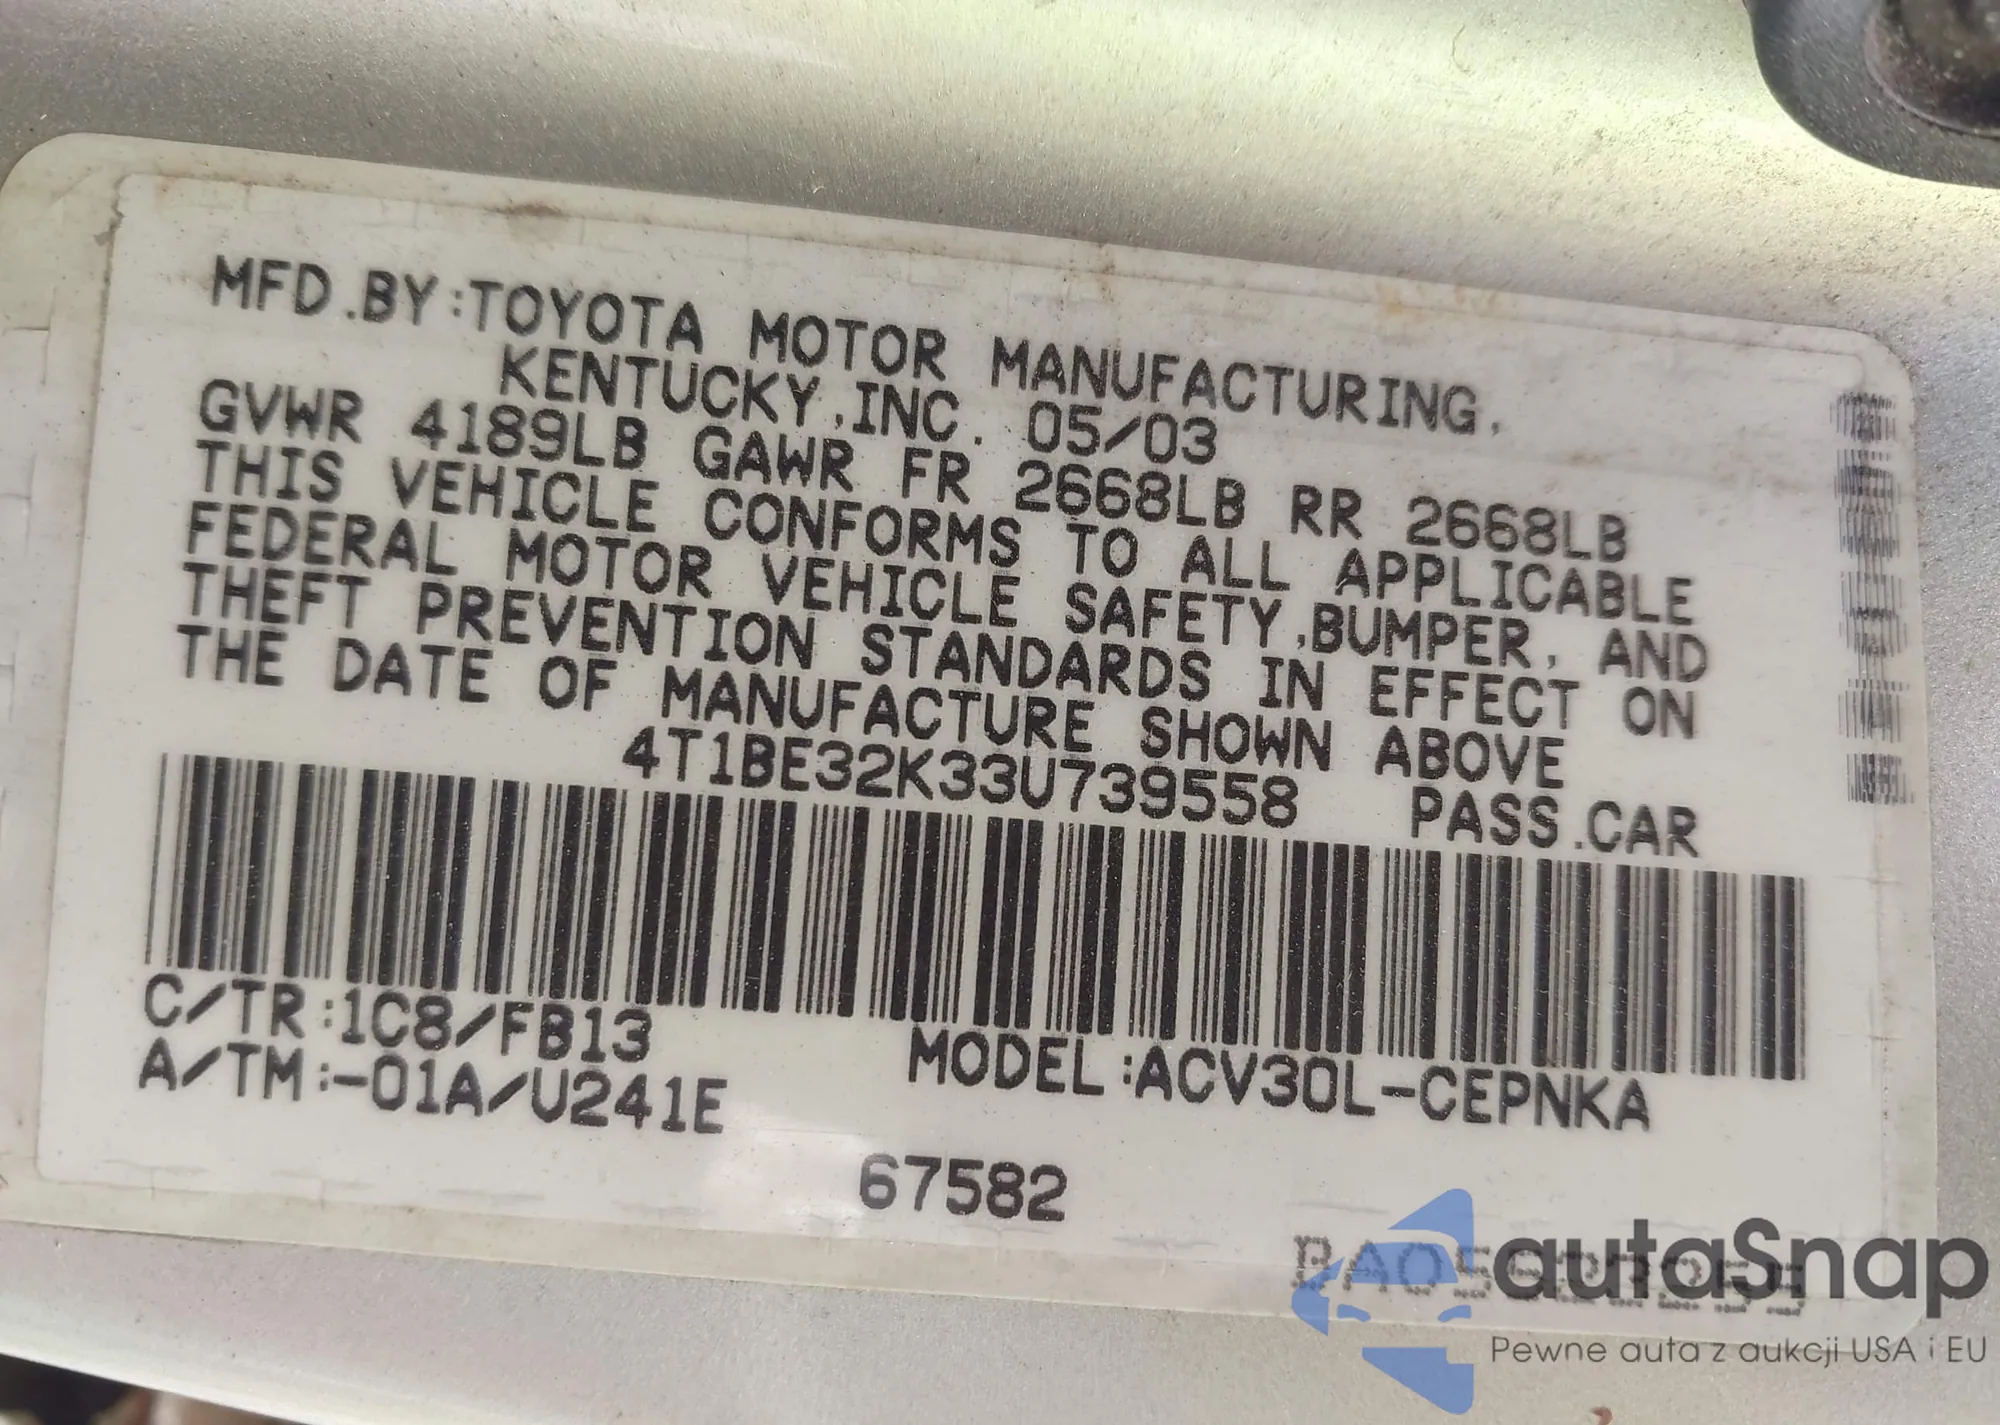 MFD.BY:TOYOTA MOTOR MANUFACTURING,
KENTUCKY,INC. 05/03
GVWR 4189LB GAWR FR 2668LB RR 2668LB
THIS VEHICLE CONFORMS TO ALL APPLICABLE
FEDERAL MOTOR VEHICLE SAFETY,BUMPER, AND
THEFT PREVENTION STANDARDS IN EFFECT ON
THE DATE OF MANUFACTURE SHOWN ABOVE
4T1BE32K33U739558 PASS.CAR
C/TR:1C8/FB13
A/TM:-01A/U241E
MODEL:ACV30L-CEPNKA
67582
autaSnap
Pewne auta z aukcji USA i EU